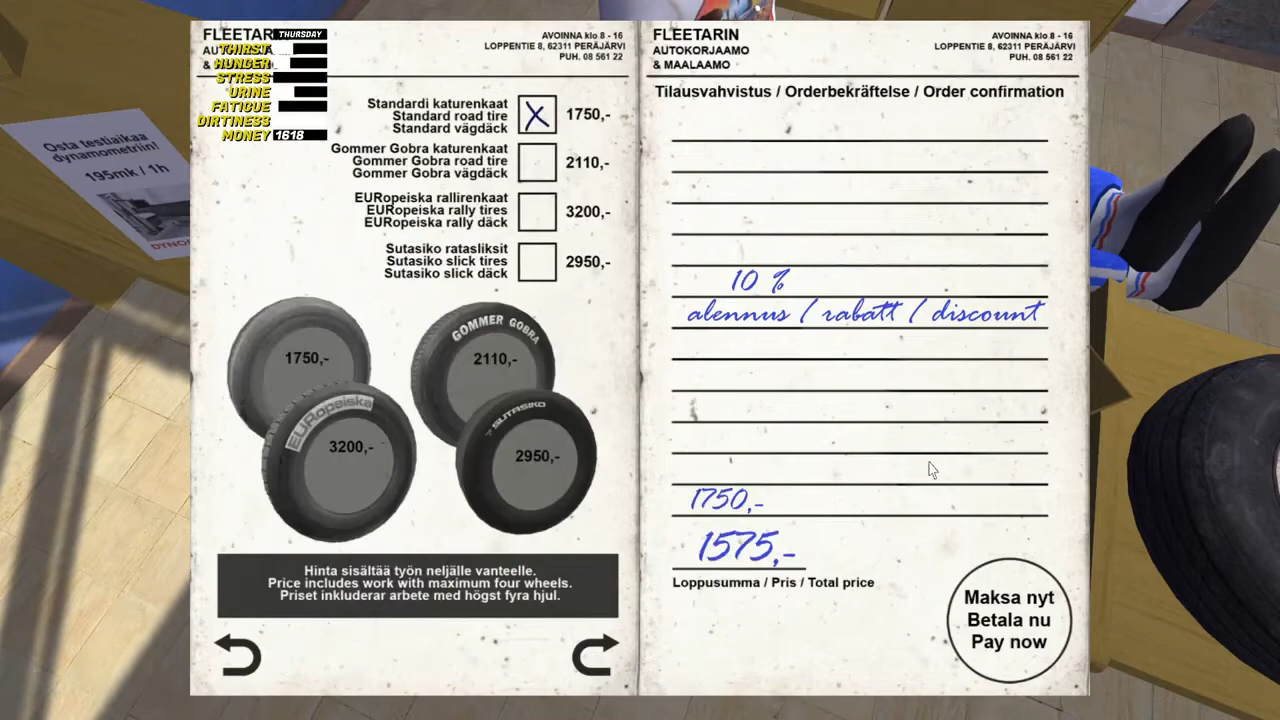 FLEETARIN
THURSDAY
AVOINNA klo 8 - 16
LOPPENTIE 8, 62311 PERÄJÄRVI
PUH. 08 561 22
THIRST
HUNGER
STRESS
URINE
FATIGUE
DIRTINESS
MONEY 1618
Standardi katurenkaat
Standard road tire
Standard vägdäck
X
1750,-
Gommer Gobra katurenkaat
Gommer Gobra road tire
Gommer Gobra vägdäck
2110,-
EURopeiska rallirenkaat
EURopeiska rally tires
EURopeiska rally däck
3200,-
Sutasiko ratasliksit
Sutasiko slick tires
Sutasiko slick däck
2950,-
1750,-
GOMMER GOBRA
2110,-
EURopeiska
3200,-
SUTASIKO
2950,-
Hinta sisältää työn neljälle vanteelle.
Price includes work with maximum four wheels.
Priset inkluderar arbete med högst fyra hjul.
FLEETARIN
AUTOKORJAAMO
& MAALAAMO
AVOINNA klo 8 - 16
LOPPENTIE 8, 62311 PERÄJÄRVI
PUH. 08 561 22
Tilausvahvistus / Orderbekräftelse / Order confirmation
10 %
alennus / rabatt / discount
1750,-
1575,-
Loppusumma / Pris / Total price
Maksa nyt
Betala nu
Pay now
Osta testiaikaa
dynamometriin!
195mk / 1h